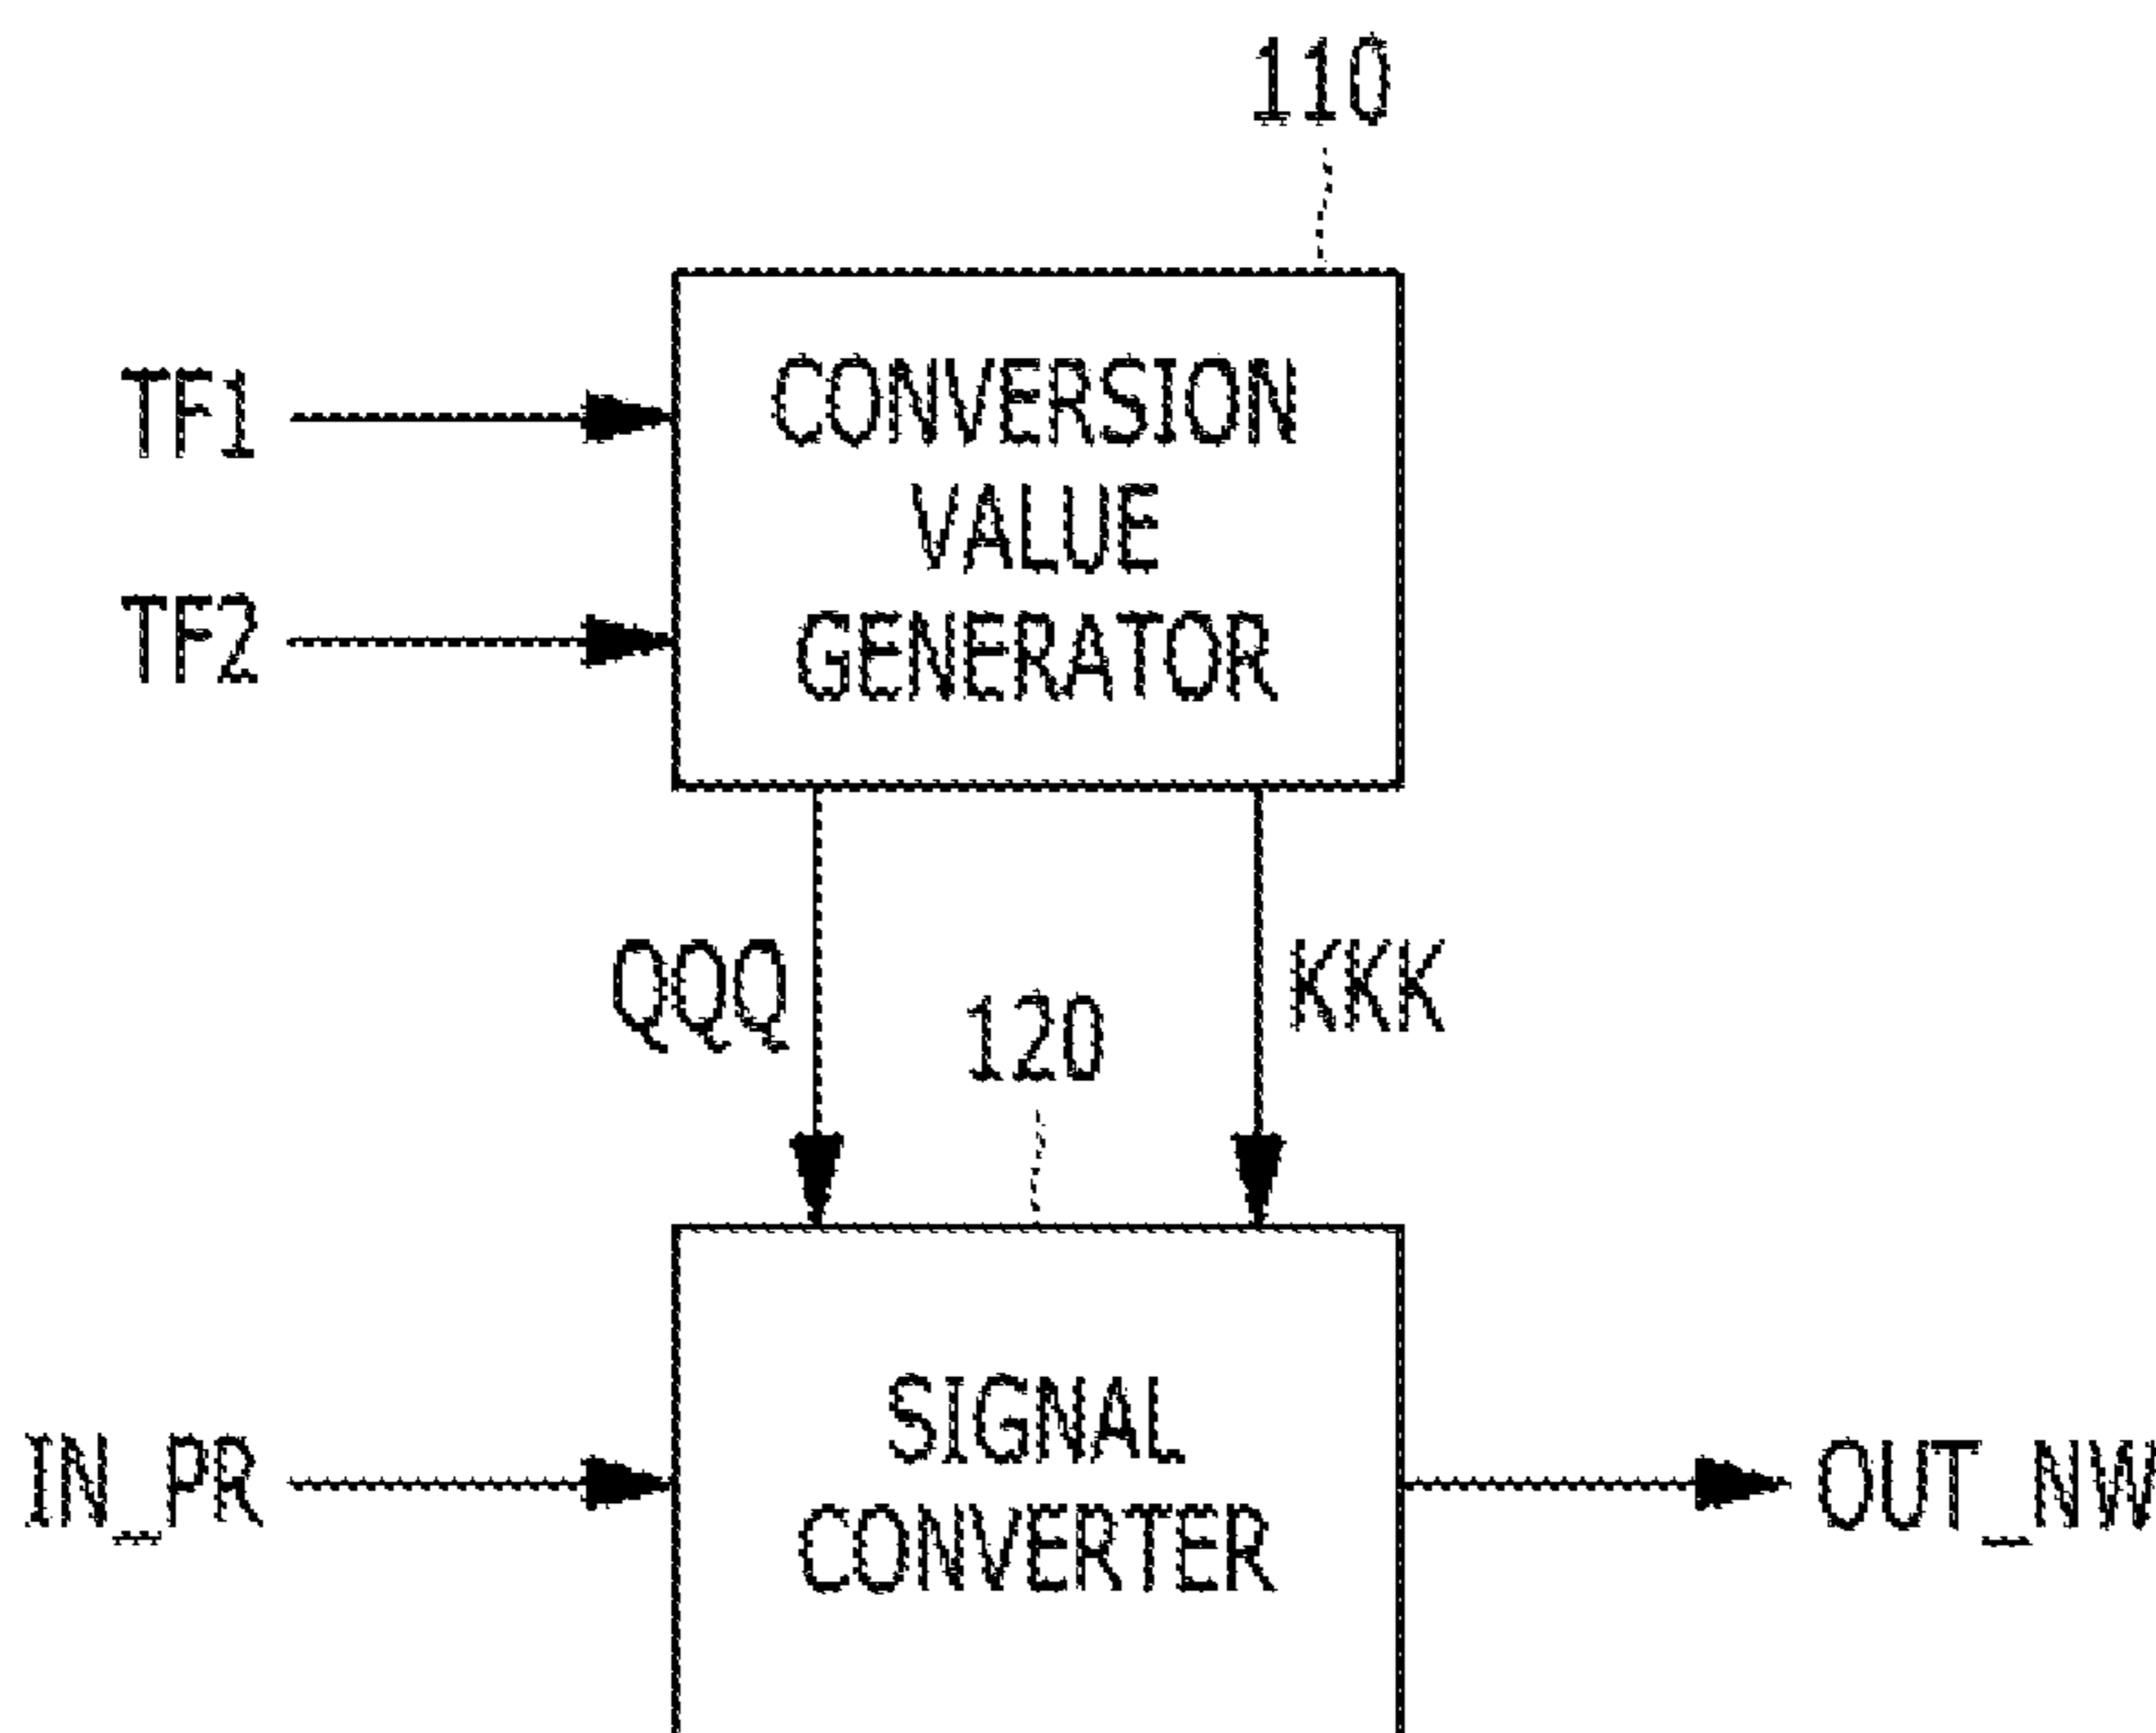 110
TF1
CONVERSION
VALUE
TF2
GENERATOR
QQQ
KKK
120
SIGNAL
IN_PR
OUT_NW
CONVERTER